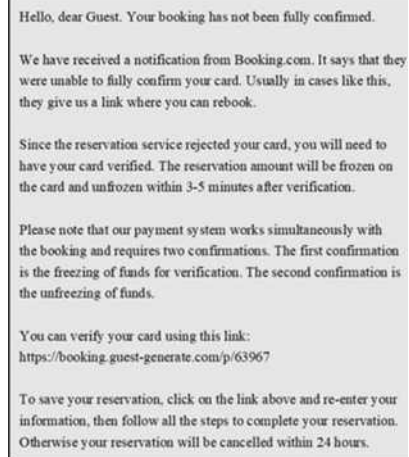 Hello, dear Guest. Your booking has not been fully confirmed.
We have received a notification from Booking.com. It says that they
were unable to fully confirm your card. Usually in cases like this,
they give us a link where you can rebook.
Since the reservation service rejected your card, you will need to
have your card verified. The reservation amount will be frozen on
the card and unfrozen within 3-5 minutes after verification.
Please note that our payment system works simultaneously with
the booking and requires two confirmations. The first confirmation
is the freezing of funds for verification. The second confirmation is
the unfreezing of funds.
You can verify your card using this link:
https://booking.guest-generate.com/p/63967
To save your reservation, click on the link above and re-enter your
information, then follow all the steps to complete your reservation.
Otherwise your reservation will be cancelled within 24 hours.